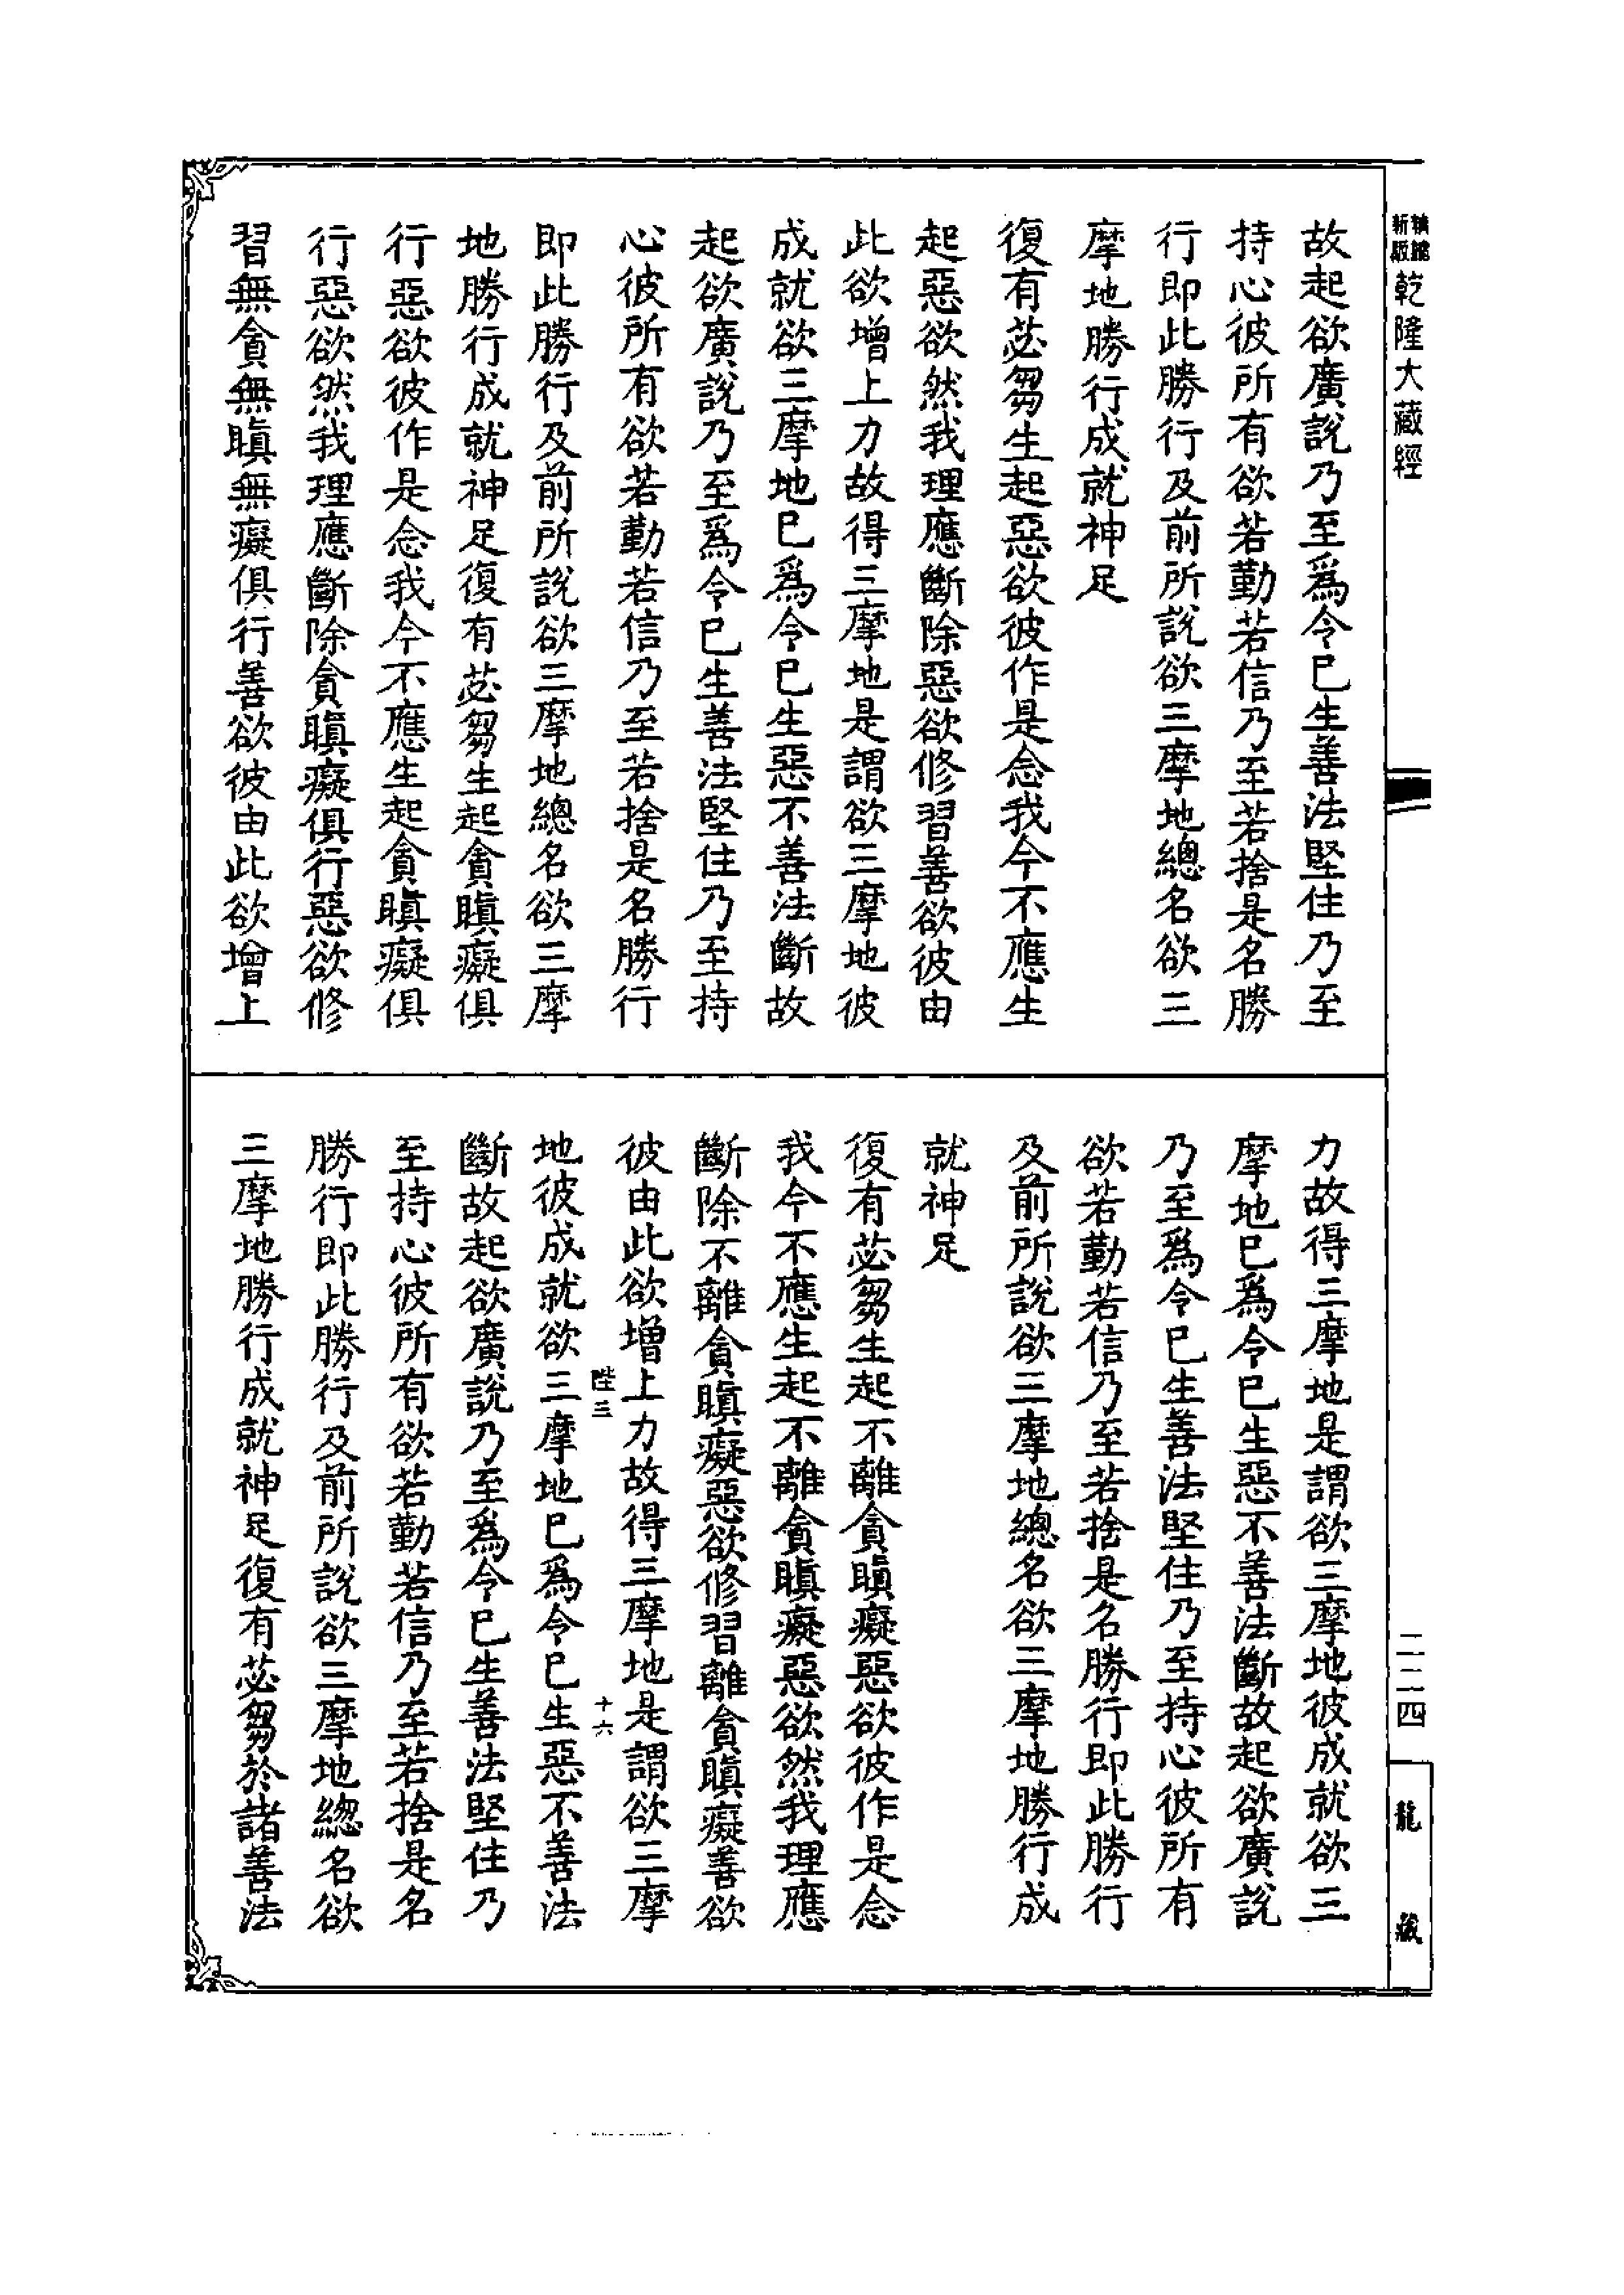 新版
精縮
乾隆大藏經
故起欲廣說乃至爲令已生善法堅住乃至
持心彼所有欲若勤若信乃至若捨是名勝
行即此勝行及前所說欲三摩地總名欲三
摩地勝行成就神足
復有苾芻生起惡欲彼作是念我今不應生
起惡欲然我理應斷除惡欲修習善欲彼由
此欲增上力故得三摩地是謂欲三摩地彼
成就欲三摩地已爲令已生惡不善法斷故
起欲廣說乃至爲令已生善法堅住乃至持
心彼所有欲若勤若信乃至若捨是名勝行
即此勝行及前所說欲三摩地總名欲三摩
地勝行成就神足復有苾芻生起貪瞋癡俱
行惡欲彼作是念我今不應生起貪瞋癡俱
行惡欲然我理應斷除貪瞋癡俱行惡欲修
習無貪無瞋無癡俱行善欲彼由此欲增上
力故得三摩地是謂欲三摩地彼成就欲三
摩地已爲令已生惡不善法斷故起欲廣說
乃至爲令已生善法堅住乃至持心彼所有
欲若勤若信乃至若捨是名勝行即此勝行
及前所說欲三摩地總名欲三摩地勝行成
就神足
復有苾芻生起不離貪瞋癡惡欲彼作是念
我今不應生起不離貪瞋癡惡欲然我理應
斷除不離貪瞋癡惡欲修習離貪瞋癡善欲
彼由此欲增上力故得三摩地是謂欲三摩
陛三 十六
地彼成就欲三摩地已爲令已生惡不善法
斷故起欲廣說乃至爲令已生善法堅住乃
至持心彼所有欲若勤若信乃至若捨是名
勝行即此勝行及前所說欲三摩地總名欲
三摩地勝行成就神足復有苾芻於諸善法
二二四
龍藏